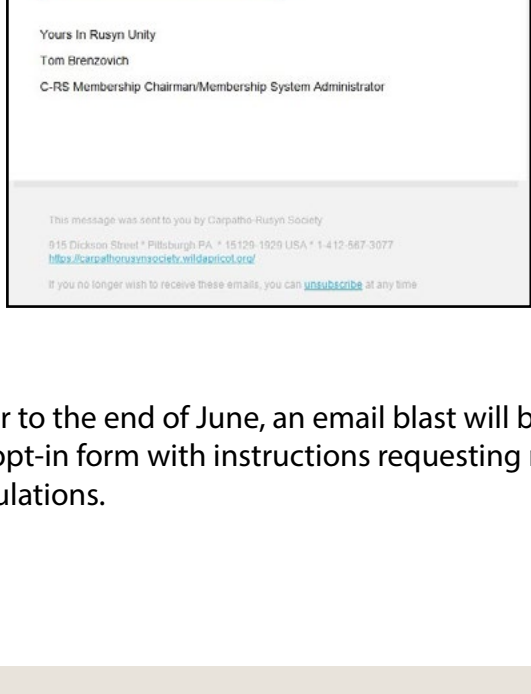 Yours In Rusyn Unity
Tom Brenzovich
C-RS Membership Chairman/Membership System Administrator
This message was sent to you by Carpatho-Rusyn Society
915 Dickson Street * Pittsburgh PA. * 15129-1929 USA * 1-412-567-3077
https://carpathorusynsociety.wildapricot.org/
If you no longer wish to receive these emails, you can unsubscribe at any time
r to the end of June, an email blast will b
opt-in form with instructions requesting
ulations.